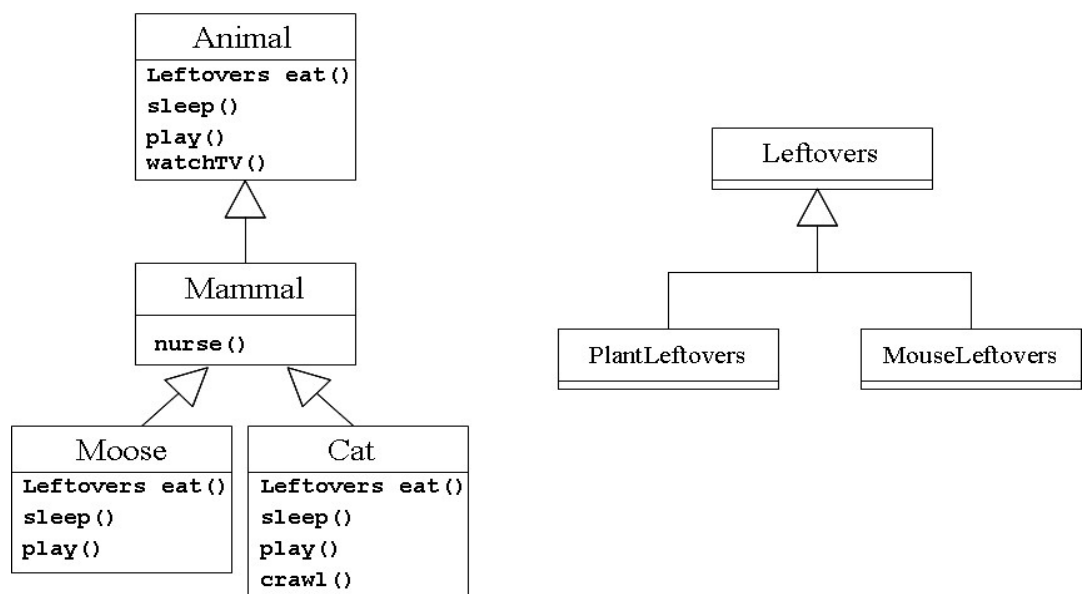 Animal
Leftovers eat()
sleep()
play()
watchTV()
Mammal
nurse()
Moose
Leftovers eat()
sleep()
play()
Cat
Leftovers eat()
sleep()
play()
crawl()
Leftovers
PlantLeftovers
MouseLeftovers